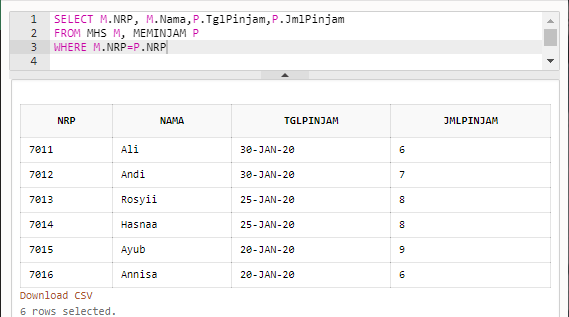 1 SELECT M.NRP, M.Nama,P.TglPinjam,P.JmlPinjam
2 FROM MHS M, MEMINJAM P
3 WHERE M.NRP=P.NRP
4
NRP NAMA TGLPINJAM JMLPINJAM
7011 Ali 30-JAN-20 6
7012 Andi 30-JAN-20 7
7013 Rosyii 25-JAN-20 8
7014 Hasnaa 25-JAN-20 8
7015 Ayub 20-JAN-20 9
7016 Annisa 20-JAN-20 6
Download CSV
6 rows selected.